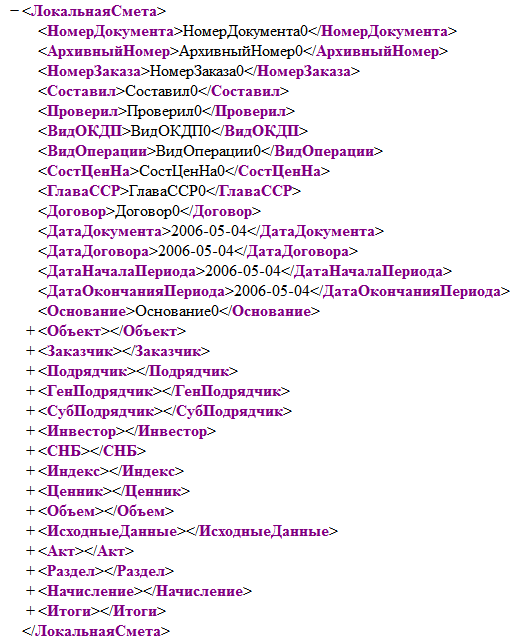 −<ЛокальнаяСмета>
<НомерДокумента>НомерДокумента0</НомерДокумента>
<АрхивныйНомер>АрхивныйНомер0</АрхивныйНомер>
<НомерЗаказа>НомерЗаказа0</НомерЗаказа>
<Составил>Составил0</Составил>
<Проверил>Проверил0</Проверил>
<ВидОКДП>ВидОКДП0</ВидОКДП>
<ВидОперации>ВидОперации0</ВидОперации>
<СостЦенНа>СостЦенНа0</СостЦенНа>
<ГлаваССР>ГлаваССР0</ГлаваССР>
<Договор>Договор0</Договор>
<ДатаДокумента>2006-05-04</ДатаДокумента>
<ДатаДоговора>2006-05-04</ДатаДоговора>
<ДатаНачалаПериода>2006-05-04</ДатаНачалаПериода>
<ДатаОкончанияПериода>2006-05-04</ДатаОкончанияПериода>
<Основание>Основание0</Основание>
+<Объект></Объект>
+<Заказчик></Заказчик>
+<Подрядчик></Подрядчик>
+<ГенПодрядчик></ГенПодрядчик>
+<СубПодрядчик></СубПодрядчик>
+<Инвестор></Инвестор>
+<СНБ></СНБ>
+<Индекс></Индекс>
+<Ценник></Ценник>
+<Объем></Объем>
+<ИсходныеДанные></ИсходныеДанные>
+<Акт></Акт>
+<Раздел></Раздел>
+<Начисление></Начисление>
+<Итоги></Итоги>
</ЛокальнаяСмета>